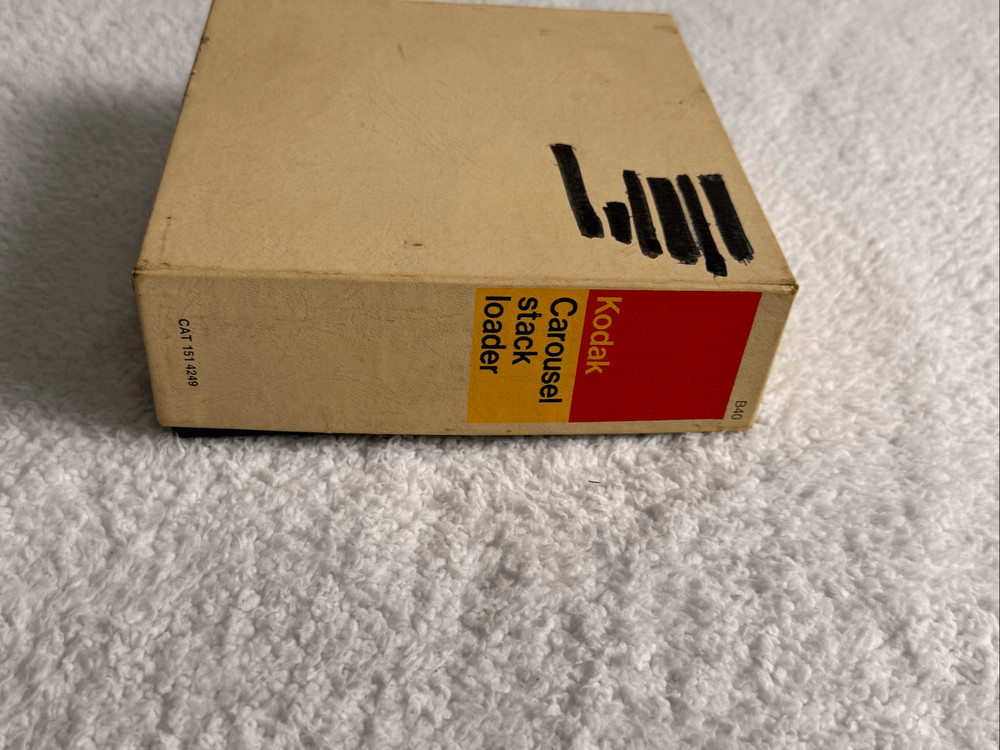 Kodak
Carousel
stack
loader
CAT 151 4249
B40